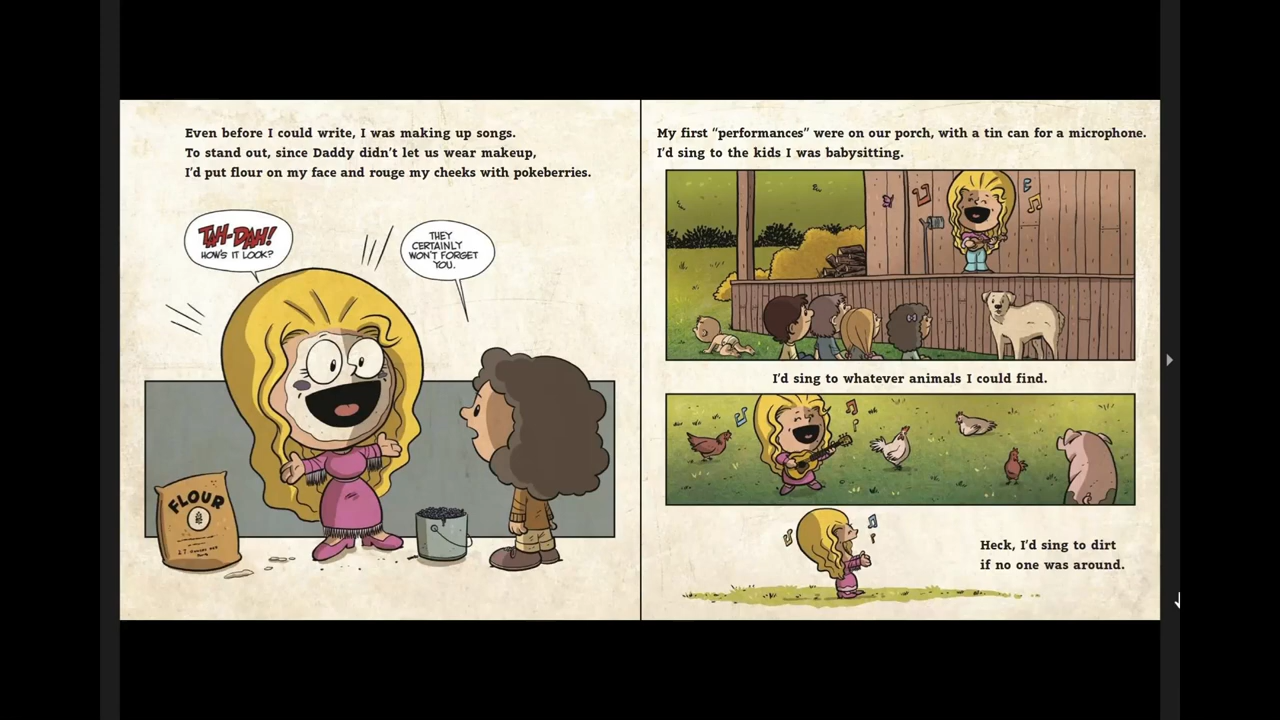 Even before I could write, I was making up songs.
To stand out, since Daddy didn't let us wear makeup,
I'd put flour on my face and rouge my cheeks with pokeberries.
TAH-DAH!
HOW'S IT LOOK?
THEY
CERTAINLY
WON'T FORGET
YOU.
FLOUR
My first “performances” were on our porch, with a tin can for a microphone.
I'd sing to the kids I was babysitting.
I'd sing to whatever animals I could find.
Heck, I'd sing to dirt
if no one was around.